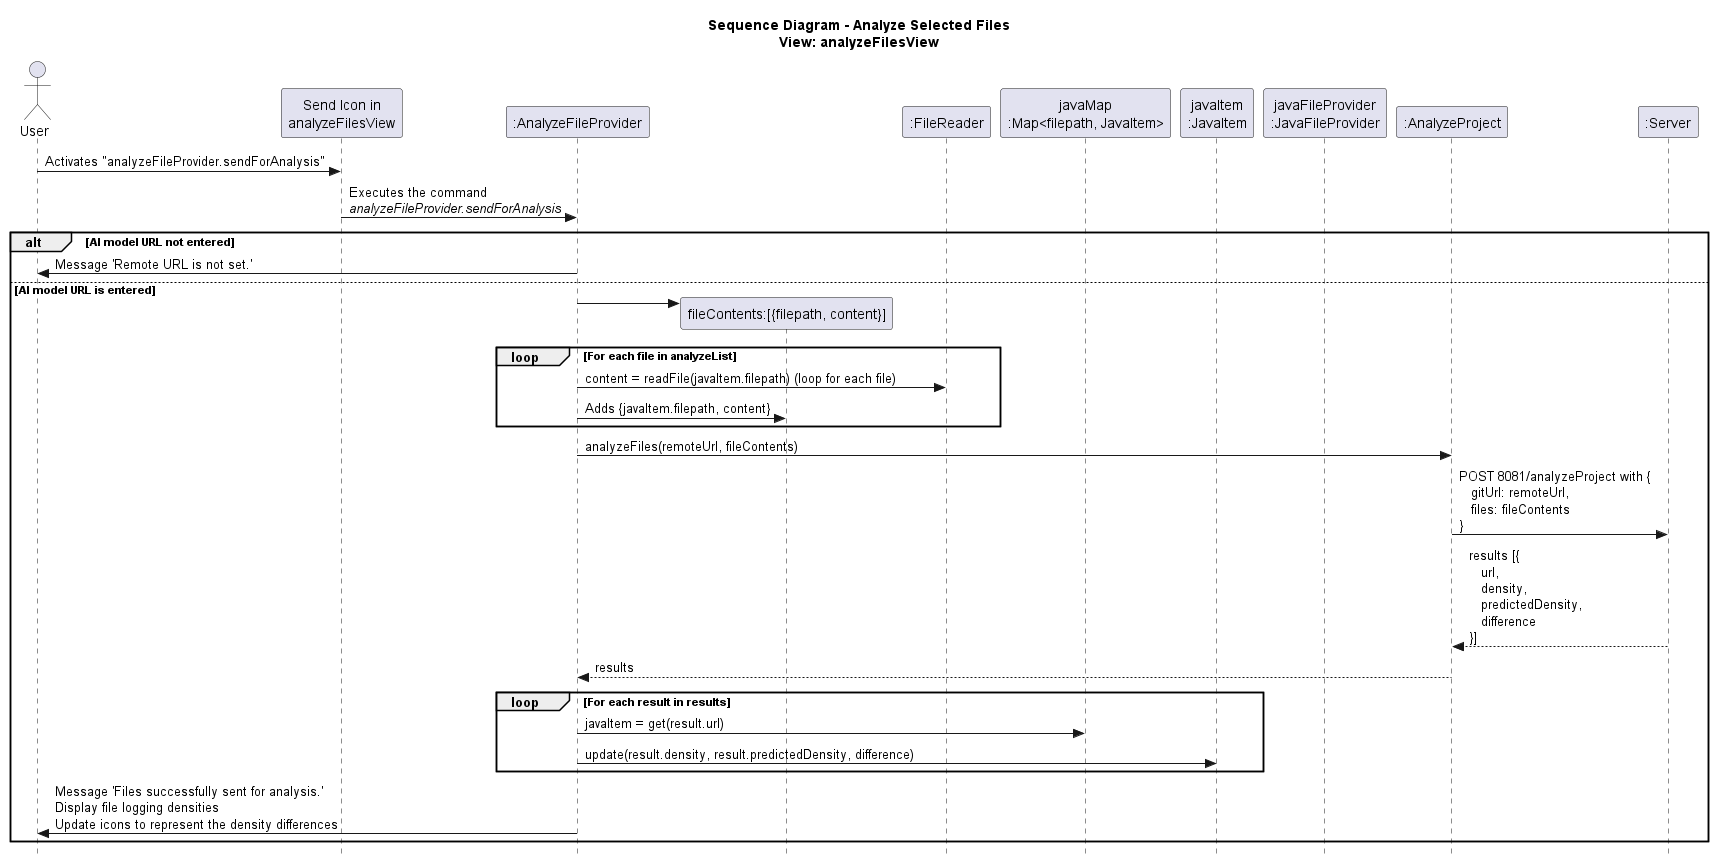 Sequence Diagram - Analyze Selected Files
View: analyzeFilesView
User
Send Icon in
analyzeFilesView
:AnalyzeFileProvider
:FileReader
javaMap
:Map<filepath, JavaItem>
javaItem
:JavaItem
javaFileProvider
:JavaFileProvider
:AnalyzeProject
:Server
Activates "analyzeFileProvider.sendForAnalysis"
Executes the command
analyzeFileProvider.sendForAnalysis
alt
[AI model URL not entered]
Message 'Remote URL is not set.'
[AI model URL is entered]
fileContents:[{filepath, content}]
loop
[For each file in analyzeList]
content = readFile(javaItem.filepath) (loop for each file)
Adds {javaItem.filepath, content}
analyzeFiles(remoteUrl, fileContents)
POST 8081/analyzeProject with {
gitUrl: remoteUrl,
files: fileContents
}
results [{
url,
density,
predictedDensity,
difference
}]
results
loop
[For each result in results]
javaItem = get(result.url)
update(result.density, result.predictedDensity, difference)
Message 'Files successfully sent for analysis.'
Display file logging densities
Update icons to represent the density differences